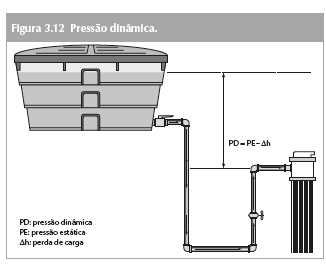 Figura 3.12 Pressão dinâmica.
PD = PE – Δh
PD: pressão dinâmica
PE: pressão estática
Δh: perda de carga